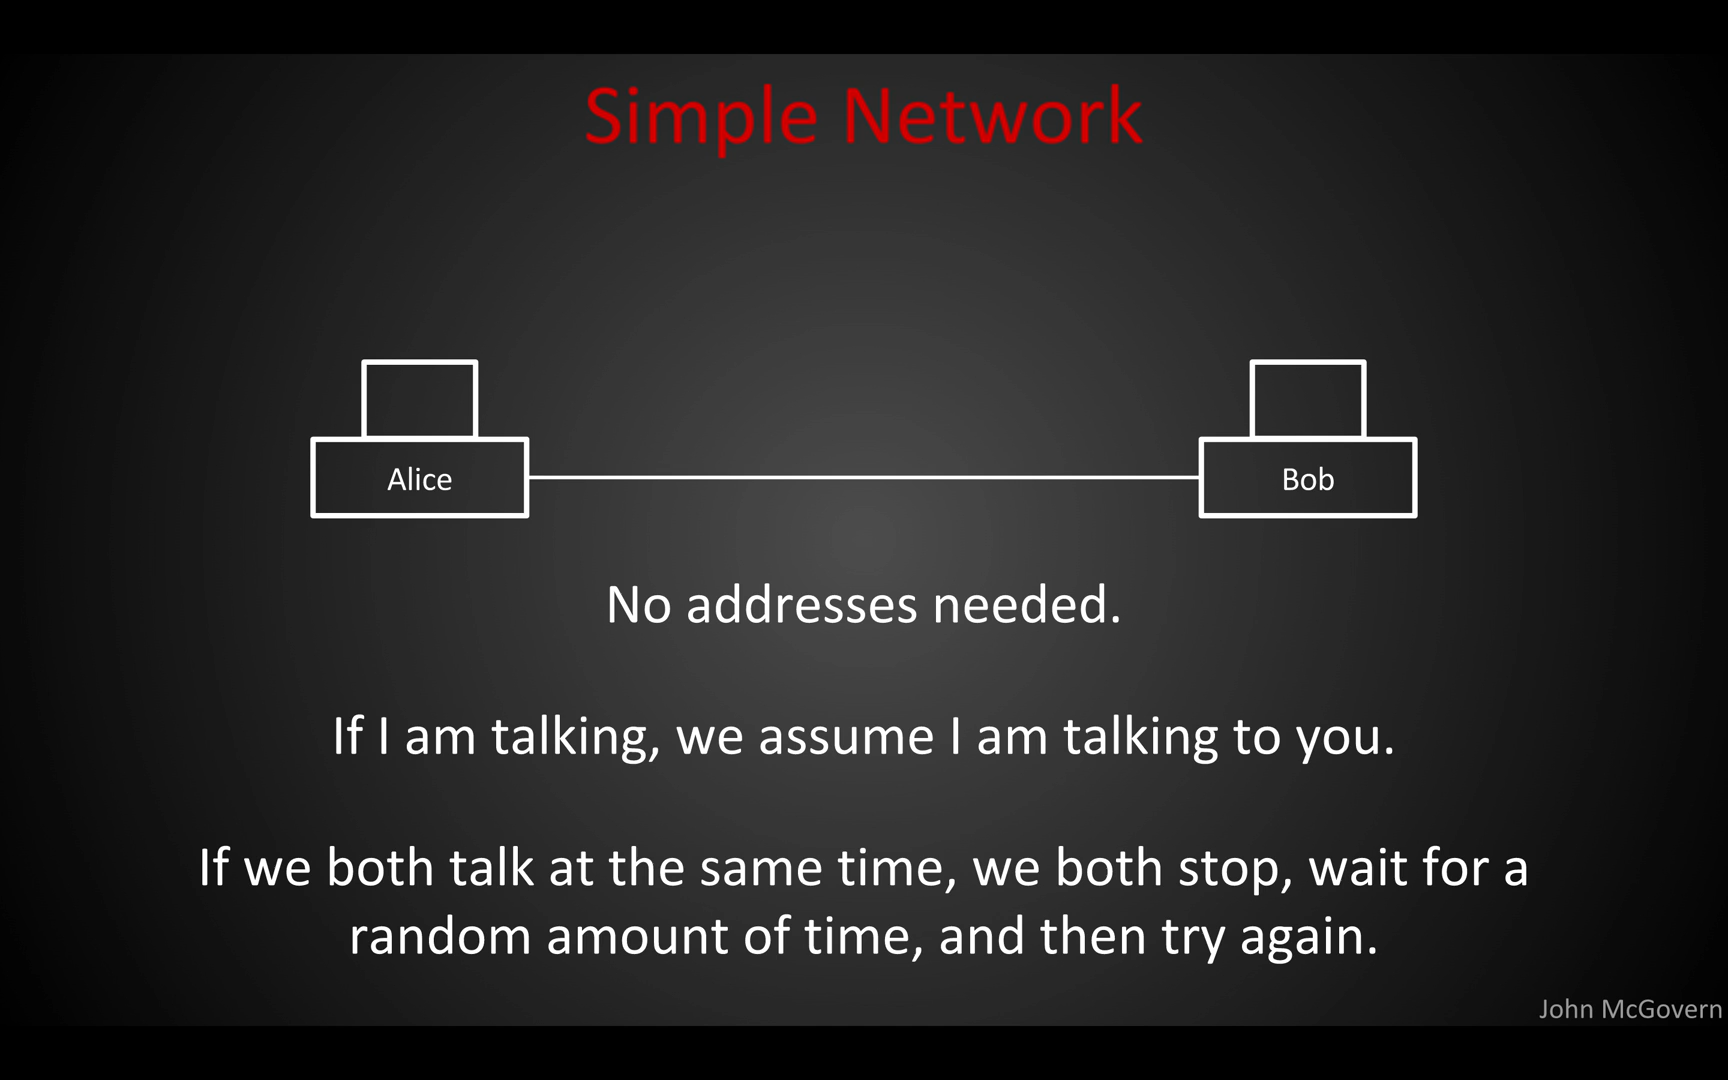 Simple Network
Alice
Bob
No addresses needed.
If I am talking, we assume I am talking to you.
If we both talk at the same time, we both stop, wait for a
random amount of time, and then try again.
John McGovern